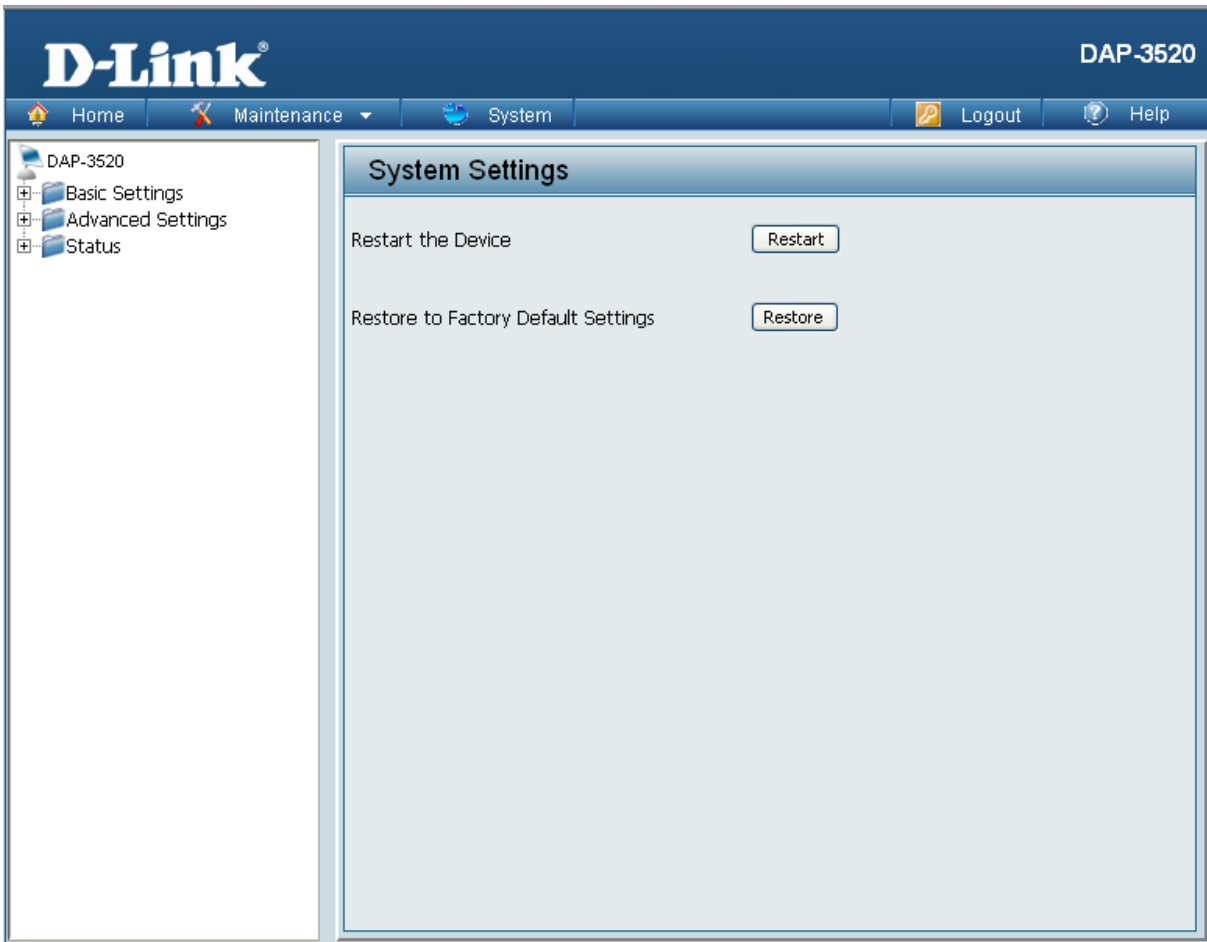 D-Link®
DAP-3520
Home Maintenance System Logout Help
DAP-3520
Basic Settings
Advanced Settings
Status
System Settings
Restart the Device Restart
Restore to Factory Default Settings Restore